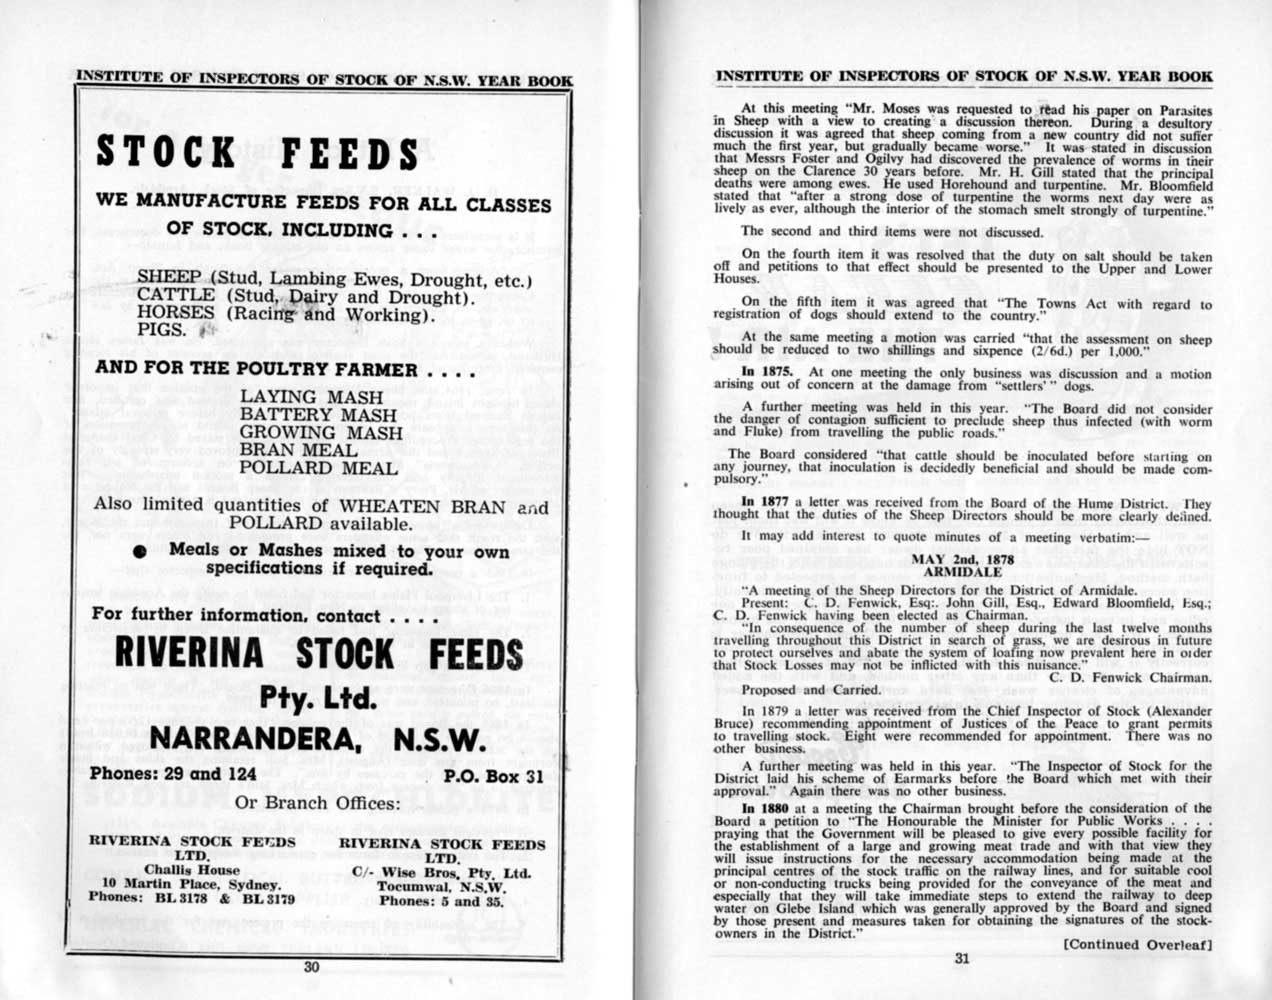 INSTITUTE OF INSPECTORS OF STOCK OF N.S.W. YEAR BOOK
STOCK FEEDS
WE MANUFACTURE FEEDS FOR ALL CLASSES
OF STOCK, INCLUDING . . .
SHEEP (Stud, Lambing Ewes, Drought, etc.)
CATTLE (Stud, Dairy and Drought).
HORSES (Racing and Working).
PIGS.
AND FOR THE POULTRY FARMER . . . .
LAYING MASH
BATTERY MASH
GROWING MASH
BRAN MEAL
POLLARD MEAL
Also limited quantities of WHEATEN BRAN and
POLLARD available.
● Meals or Mashes mixed to your own
specifications if required.
For further information, contact . . . .
RIVERINA STOCK FEEDS
Pty. Ltd.
NARRANDERA, N.S.W.
Phones: 29 and 124 P.O. Box 31
Or Branch Offices:
RIVERINA STOCK FEEDS
LTD.
Challis House
10 Martin Place, Sydney.
Phones: BL 3178 & BL 3179
RIVERINA STOCK FEEDS
LTD.
C/- Wise Bros. Pty. Ltd.
Tocumwal, N.S.W.
Phones: 5 and 35.
30
INSTITUTE OF INSPECTORS OF STOCK OF N.S.W. YEAR BOOK
At this meeting "Mr. Moses was requested to read his paper on Parasites
in Sheep with a view to creating a discussion thereon. During a desultory
discussion it was agreed that sheep coming from a new country did not suffer
much the first year, but gradually became worse." It was stated in discussion
that Messrs Foster and Ogilvy had discovered the prevalence of worms in their
sheep on the Clarence 30 years before. Mr. H. Gill stated that the principal
deaths were among ewes. He used Horehound and turpentine. Mr. Bloomfield
stated that "after a strong dose of turpentine the worms next day were as
lively as ever, although the interior of the stomach smelt strongly of turpentine."
The second and third items were not discussed.
On the fourth item it was resolved that the duty on salt should be taken
off and petitions to that effect should be presented to the Upper and Lower
Houses.
On the fifth item it was agreed that "The Towns Act with regard to
registration of dogs should extend to the country."
At the same meeting a motion was carried "that the assessment on sheep
should be reduced to two shillings and sixpence (2/6d.) per 1,000."
In 1875. At one meeting the only business was discussion and a motion
arising out of concern at the damage from "settlers'" dogs.
A further meeting was held in this year. "The Board did not consider
the danger of contagion sufficient to preclude sheep thus infected (with worm
and Fluke) from travelling the public roads."
The Board considered "that cattle should be inoculated before starting on
any journey, that inoculation is decidedly beneficial and should be made com-
pulsory."
In 1877 a letter was received from the Board of the Hume District. They
thought that the duties of the Sheep Directors should be more clearly defined.
It may add interest to quote minutes of a meeting verbatim:—
MAY 2nd, 1878
ARMIDALE
"A meeting of the Sheep Directors for the District of Armidale.
Present: C. D. Fenwick, Esq:. John Gill, Esq., Edward Bloomfield, Esq.;
C. D. Fenwick having been elected as Chairman.
"In consequence of the number of sheep during the last twelve months
travelling throughout this District in search of grass, we are desirous in future
to protect ourselves and abate the system of loafing now prevalent here in order
that Stock Losses may not be inflicted with this nuisance."
C. D. Fenwick Chairman.
Proposed and Carried.
In 1879 a letter was received from the Chief Inspector of Stock (Alexander
Bruce) recommending appointment of Justices of the Peace to grant permits
to travelling stock. Eight were recommended for appointment. There was no
other business.
A further meeting was held in this year. "The Inspector of Stock for the
District laid his scheme of Earmarks before the Board which met with their
approval." Again there was no other business.
In 1880 at a meeting the Chairman brought before the consideration of the
Board a petition to "The Honourable the Minister for Public Works . . . .
praying that the Government will be pleased to give every possible facility for
the establishment of a large and growing meat trade and with that view they
will issue instructions for the necessary accommodation being made at the
principal centres of the stock traffic on the railway lines, and for suitable cool
or non-conducting trucks being provided for the conveyance of the meat and
especially that they will take immediate steps to extend the railway to deep
water on Glebe Island which was generally approved by the Board and signed
by those present and measures taken for obtaining the signatures of the stock-
owners in the District."
[Continued Overleaf]
31